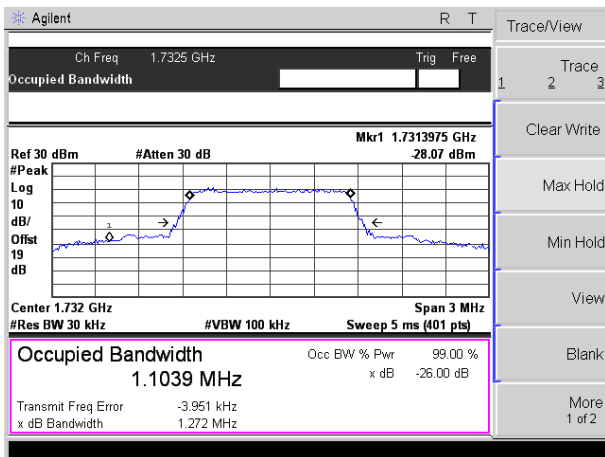 Agilent R T
Ch Freq 1.7325 GHz Trig Free
Occupied Bandwidth
Mkr1 1.7313975 GHz
Ref 30 dBm #Atten 30 dB -28.07 dBm
#Peak
Log
10
dB/
Offst
19
dB
1
Center 1.732 GHz Span 3 MHz
#Res BW 30 kHz #VBW 100 kHz Sweep 5 ms (401 pts)
Occupied Bandwidth Occ BW % Pwr 99.00 %
1.1039 MHz x dB -26.00 dB
Transmit Freq Error -3.951 kHz
x dB Bandwidth 1.272 MHz
Trace/View
Trace
1 2 3
Clear Write
Max Hold
Min Hold
View
Blank
More
1 of 2